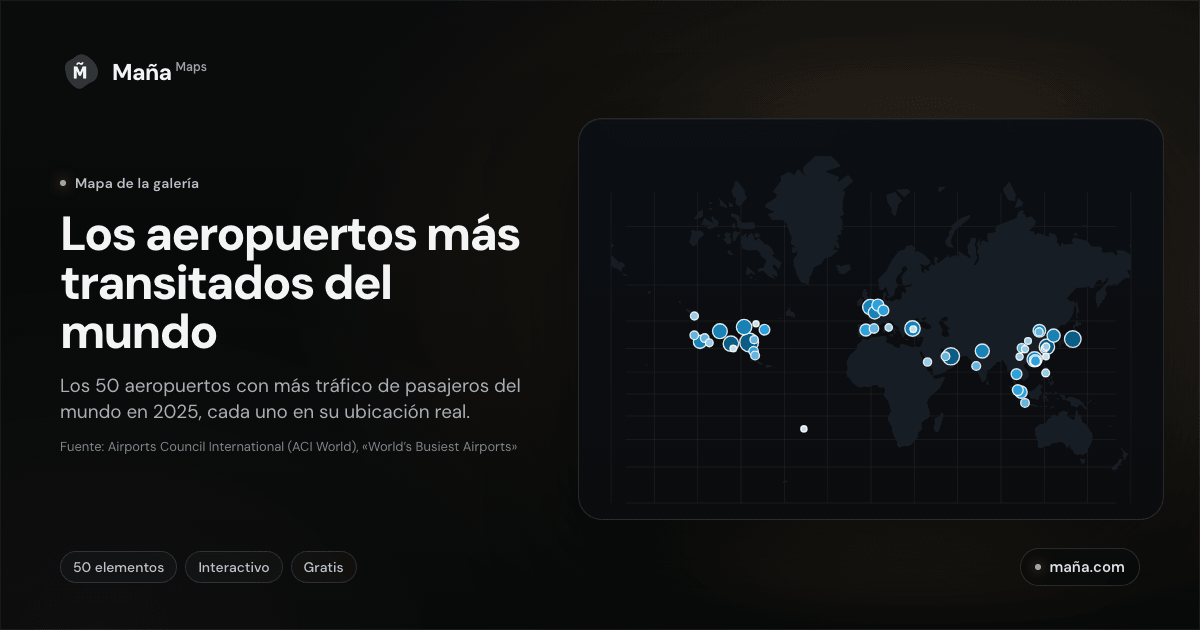 M̃
Maña Maps
Mapa de la galería
Los aeropuertos más
transitados del
mundo
Los 50 aeropuertos con más tráfico de pasajeros del
mundo en 2025, cada uno en su ubicación real.
Fuente: Airports Council International (ACI World), «World’s Busiest Airports»
50 elementos
Interactivo
Gratis
maña.com